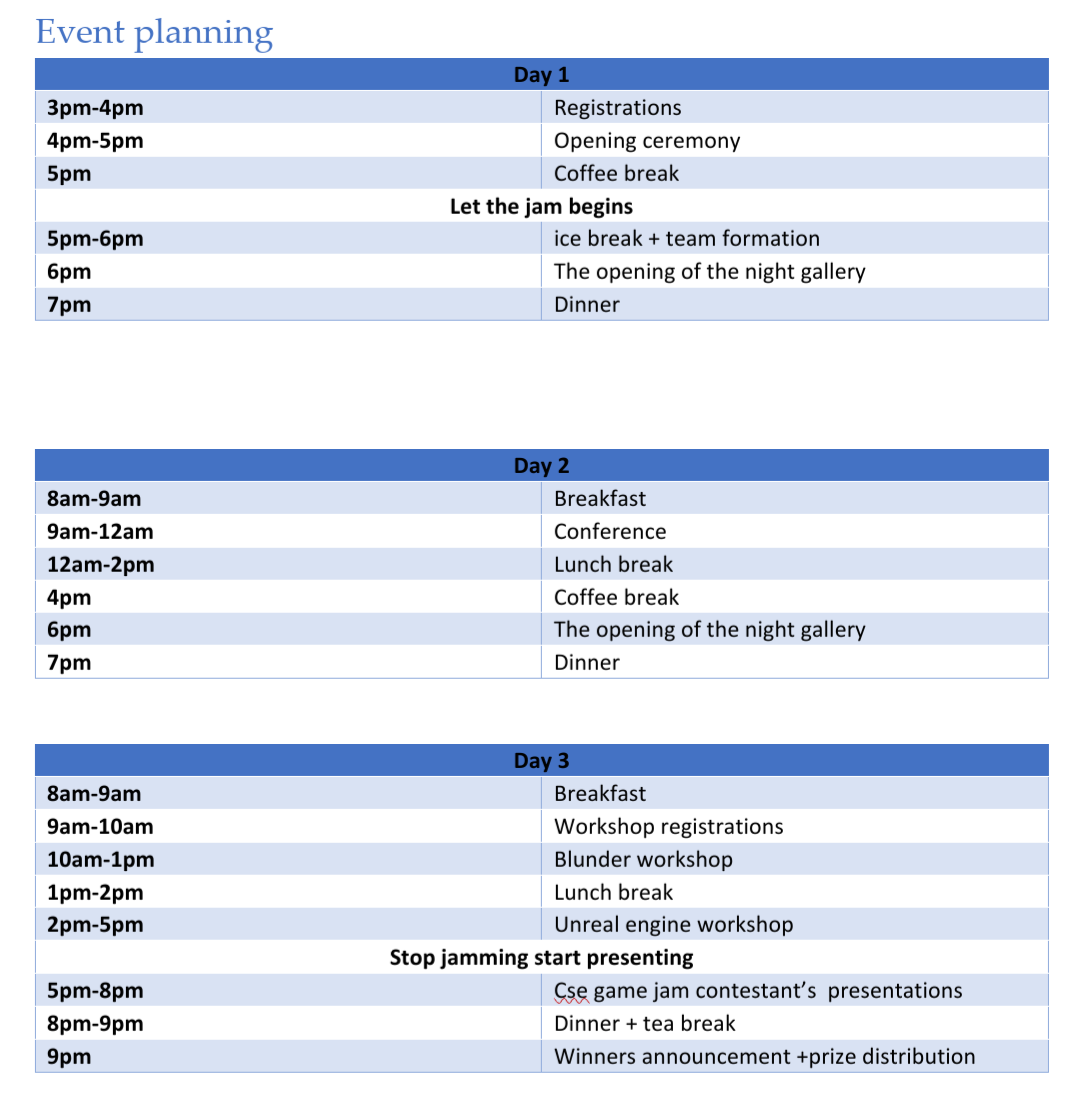 Event planning
Day 1
3pm-4pm Registrations
4pm-5pm Opening ceremony
5pm Coffee break
Let the jam begins
5pm-6pm ice break + team formation
6pm The opening of the night gallery
7pm Dinner
Day 2
8am-9am Breakfast
9am-12am Conference
12am-2pm Lunch break
4pm Coffee break
6pm The opening of the night gallery
7pm Dinner
Day 3
8am-9am Breakfast
9am-10am Workshop registrations
10am-1pm Blunder workshop
1pm-2pm Lunch break
2pm-5pm Unreal engine workshop
Stop jamming start presenting
5pm-8pm Cse game jam contestant’s  presentations
8pm-9pm Dinner + tea break
9pm Winners announcement +prize distribution